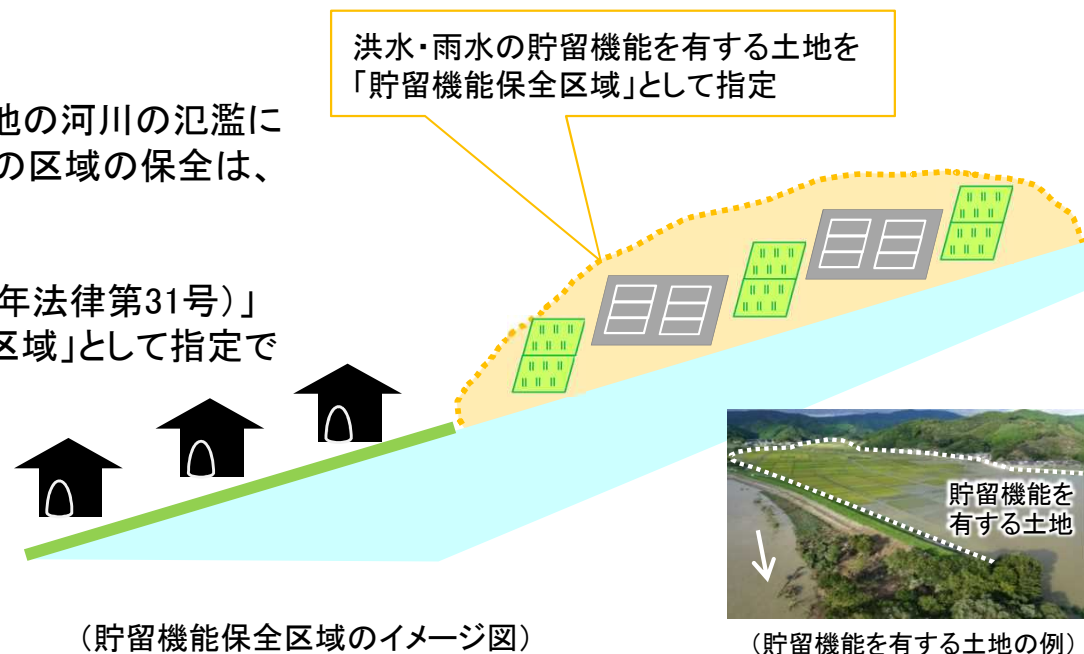 洪水・雨水の貯留機能を有する土地を
「貯留機能保全区域」として指定
他の河川の氾濫に
の区域の保全は、
年法律第31号)」
区域」として指定で
貯留機能を
有する土地
(貯留機能保全区域のイメージ図)
(貯留機能を有する土地の例)